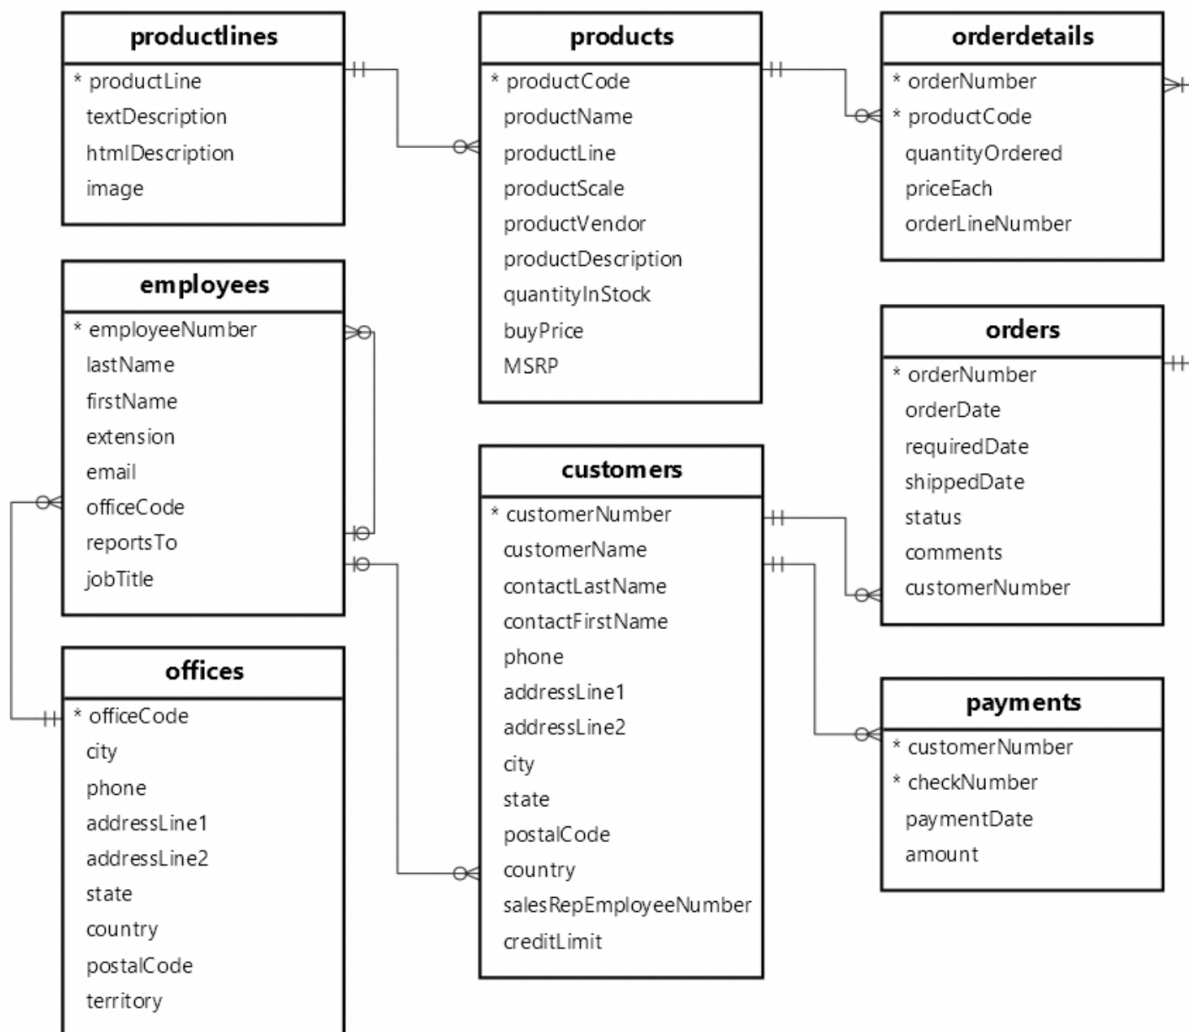 productlines
* productLine
textDescription
htmlDescription
image
products
* productCode
productName
productLine
productScale
productVendor
productDescription
quantityInStock
buyPrice
MSRP
orderdetails
* orderNumber
* productCode
quantityOrdered
priceEach
orderLineNumber
employees
* employeeNumber
lastName
firstName
extension
email
officeCode
reportsTo
jobTitle
customers
* customerNumber
customerName
contactLastName
contactFirstName
phone
addressLine1
addressLine2
city
state
postalCode
country
salesRepEmployeeNumber
creditLimit
orders
* orderNumber
orderDate
requiredDate
shippedDate
status
comments
customerNumber
offices
* officeCode
city
phone
addressLine1
addressLine2
state
country
postalCode
territory
payments
* customerNumber
* checkNumber
paymentDate
amount